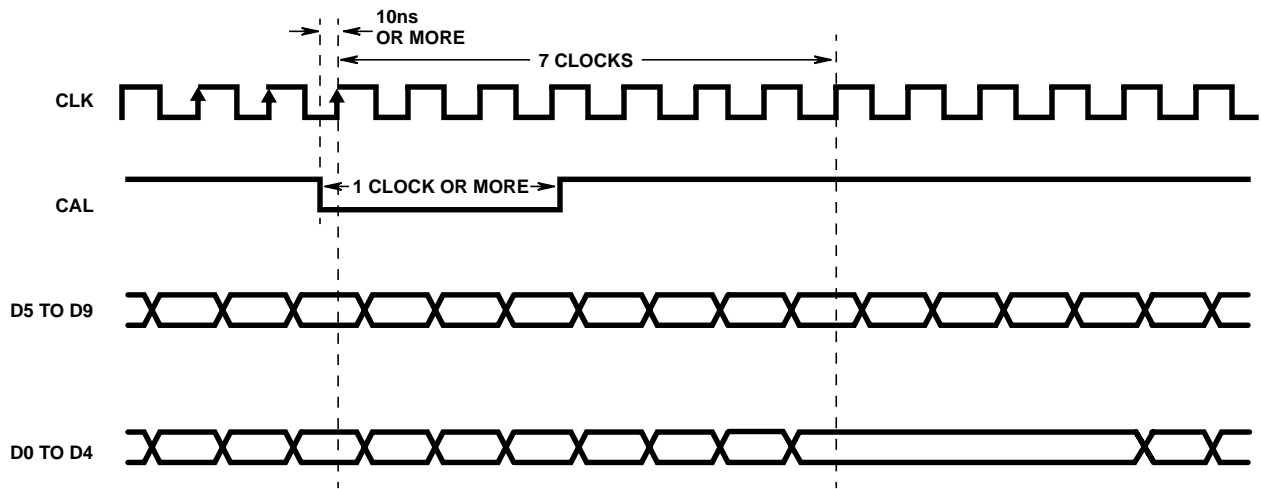 10ns
OR MORE
7 CLOCKS
CLK
1 CLOCK OR MORE
CAL
D5 TO D9
D0 TO D4